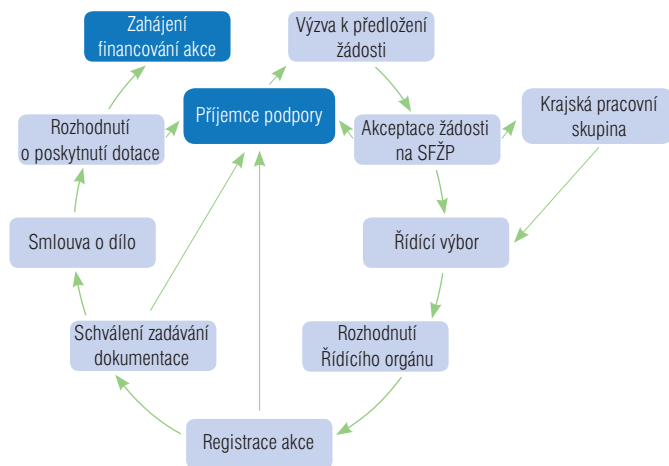 Zahájení
financování akce
Výzva k předložení
žádosti
Příjemce podpory
Krajská pracovní
skupina
Rozhodnutí
o poskytnutí dotace
Akceptace žádosti
na SFŽP
Smlouva o dílo
Řídící výbor
Schválení zadávání
dokumentace
Rozhodnutí
Řídícího orgánu
Registrace akce